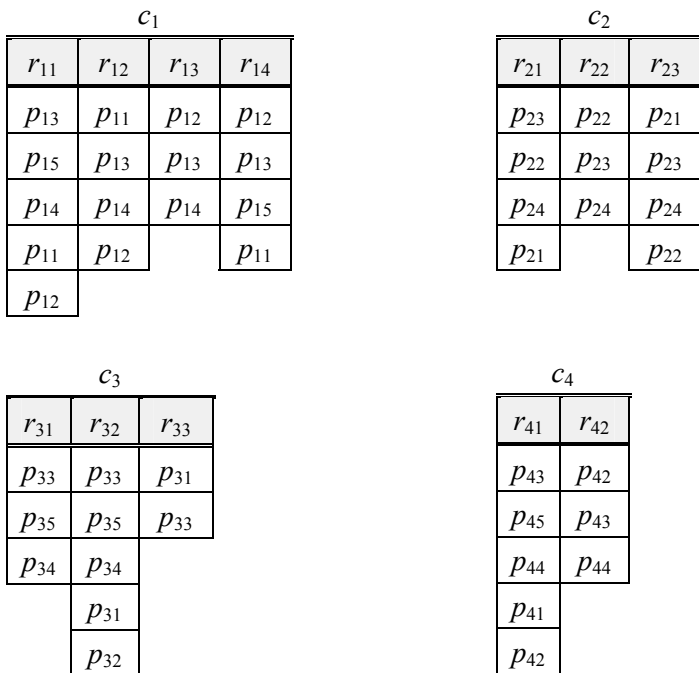 c₁ c₂
r₁₁ r₁₂ r₁₃ r₁₄ r₂₁ r₂₂ r₂₃
p₁₃ p₁₁ p₁₂ p₁₂ p₂₃ p₂₂ p₂₁
p₁₅ p₁₃ p₁₃ p₁₃ p₂₂ p₂₃ p₂₃
p₁₄ p₁₄ p₁₄ p₁₅ p₂₄ p₂₄ p₂₄
p₁₁ p₁₂ p₁₁ p₂₁ p₂₂
p₁₂
c₃ c₄
r₃₁ r₃₂ r₃₃ r₄₁ r₄₂
p₃₃ p₃₃ p₃₁ p₄₃ p₄₂
p₃₅ p₃₅ p₃₃ p₄₅ p₄₃
p₃₄ p₃₄ p₄₄ p₄₄
p₃₁ p₄₁
p₃₂ p₄₂